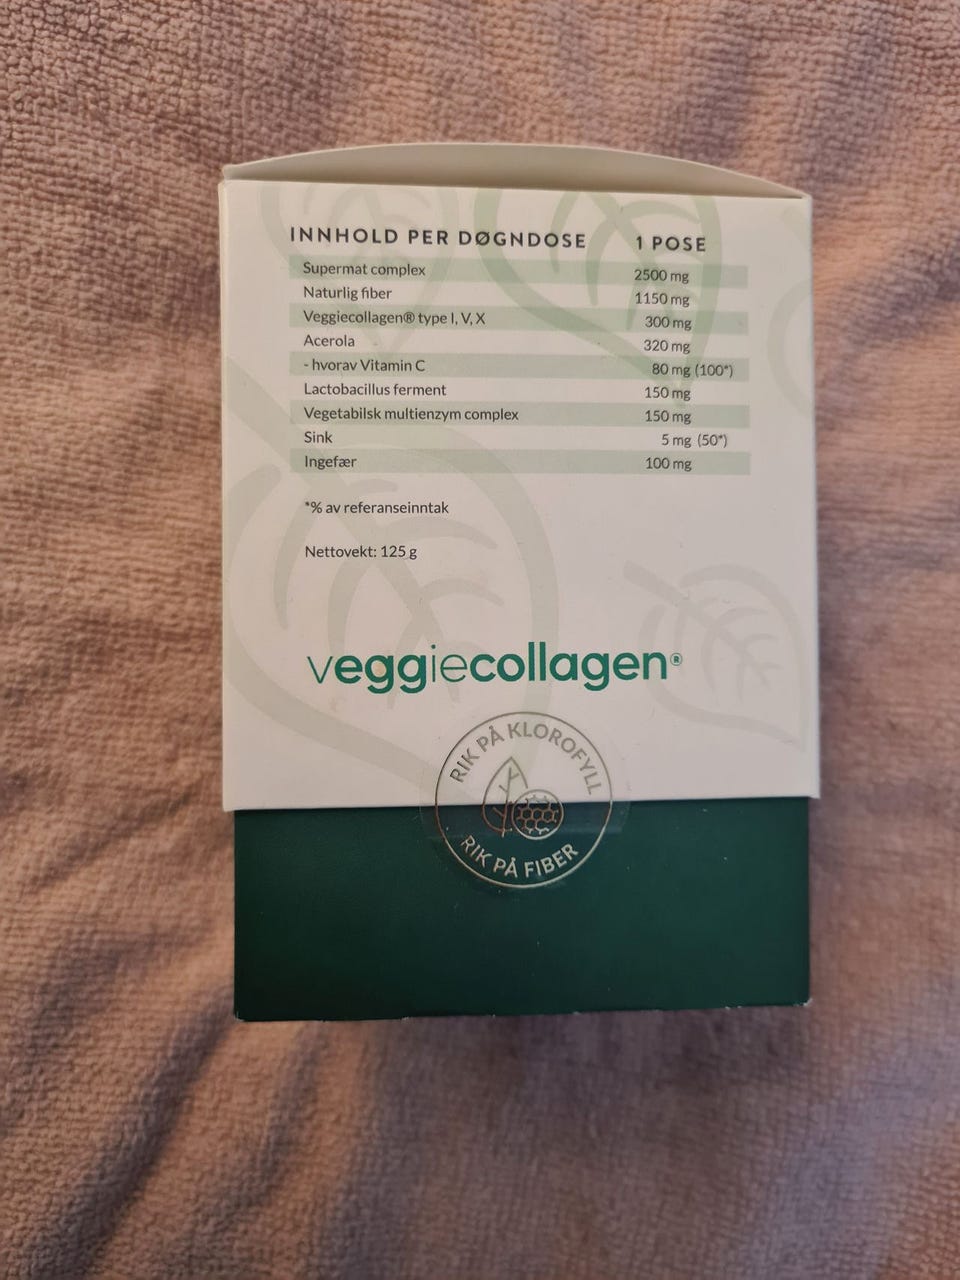 INNHOLD PER DØGNDOSE 1 POSE
Supermat complex 2500 mg
Naturlig fiber 1150 mg
Veggiecollagen® type I, V, X 300 mg
Acerola 320 mg
- hvorav Vitamin C 80 mg (100*)
Lactobacillus ferment 150 mg
Vegetabilsk multienzym complex 150 mg
Sink 5 mg (50*)
Ingefær 100 mg
*% av referanseinntak
Nettovekt: 125 g
veggiecollagen®
RIK PÅ KLOROFYLL
RIK PÅ FIBER